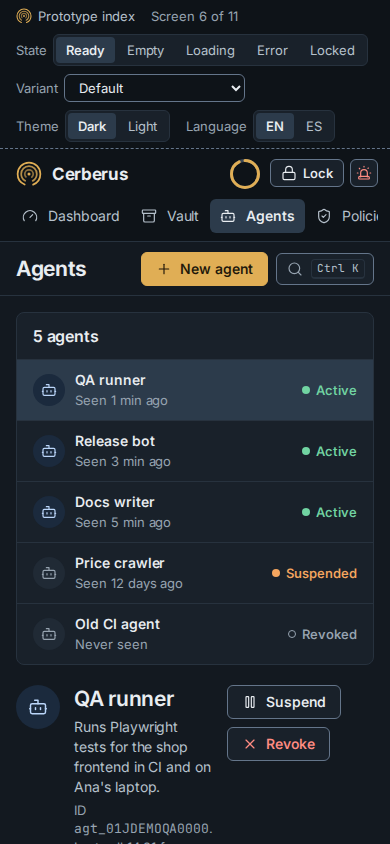 Prototype index Screen 6 of 11
State Ready Empty Loading Error Locked
Variant Default
Theme Dark Light Language EN ES
Cerberus Lock
Dashboard Vault Agents
Agents New agent Ctrl K
5 agents
QA runner
Seen 1 min ago
Active
Release bot
Seen 3 min ago
Active
Docs writer
Seen 5 min ago
Active
Price crawler
Seen 12 days ago
Suspended
Old CI agent
Never seen
Revoked
QA runner
Runs Playwright
tests for the shop
frontend in CI and on
Ana's laptop.
ID
agt_01JDEMOQA0000.
Suspend
Revoke